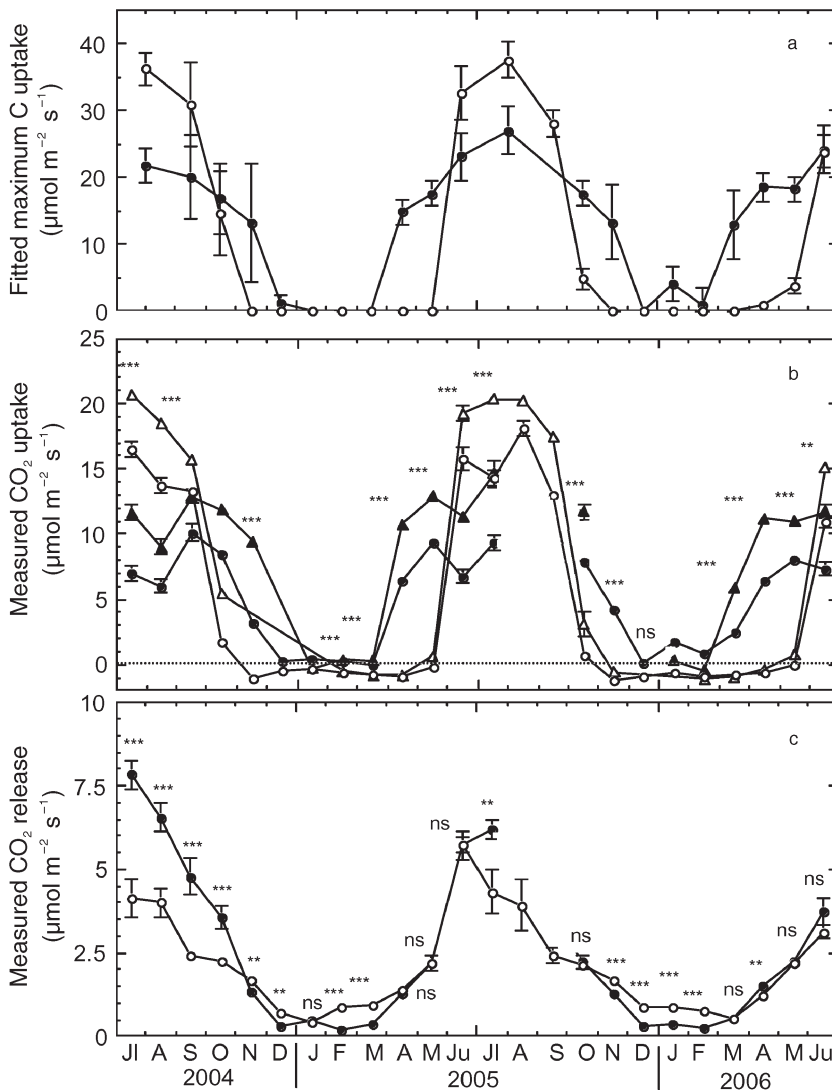 a
Fitted maximum C uptake
(μmol m⁻² s⁻¹)
40
30
20
10
0
b
Measured CO₂ uptake
(μmol m⁻² s⁻¹)
25
20
15
10
5
0
*** *** *** *** *** *** *** *** *** *** *** ns *** *** *** **
c
Measured CO₂ release
(μmol m⁻² s⁻¹)
10
7.5
5
2.5
0
*** *** *** *** ** ** ns *** *** ns ns ns ** ns *** *** *** *** ns ** ns ns
Jl A S O N D J F M A M Ju Jl A S O N D J F M A M Ju
2004 2005 2006